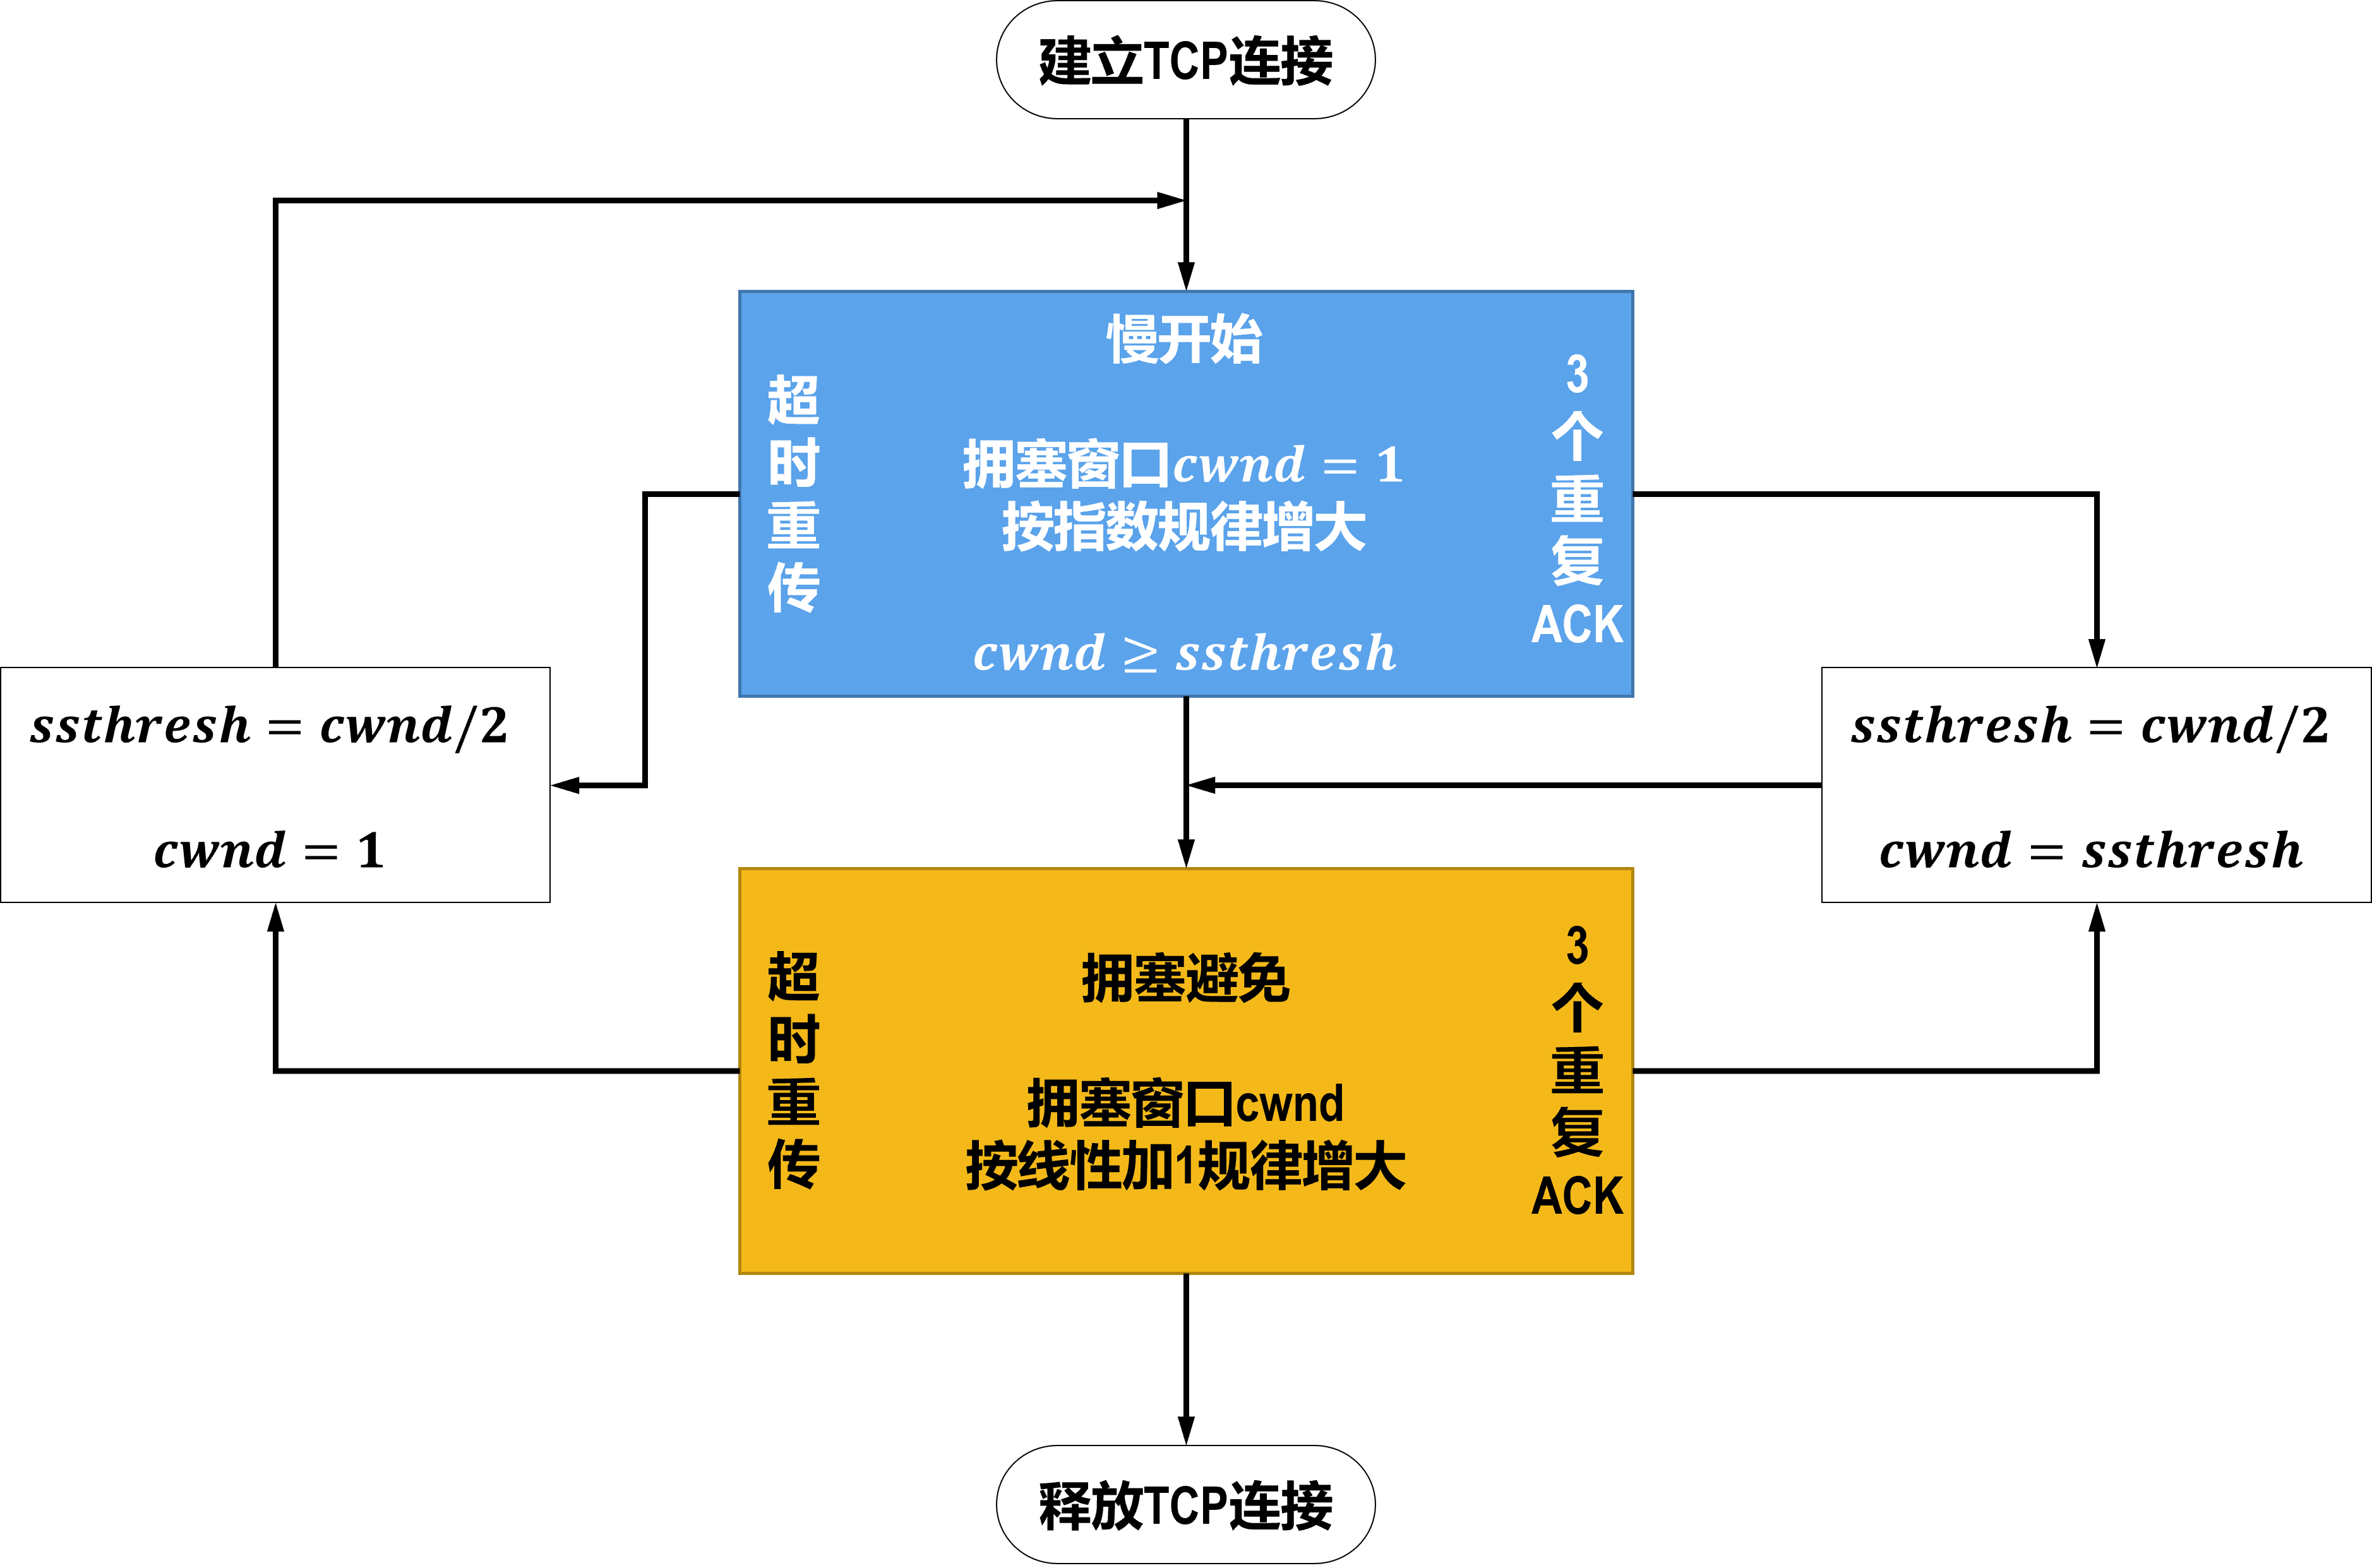 建立TCP连接
慢开始
超
时
重
传
拥塞窗口cwnd = 1
按指数规律增大
cwnd ≥ ssthresh
3
个
重
复
ACK
ssthresh = cwnd/2
cwnd = 1
ssthresh = cwnd/2
cwnd = ssthresh
超
时
重
传
拥塞避免
拥塞窗口cwnd
按线性加1规律增大
3
个
重
复
ACK
释放TCP连接